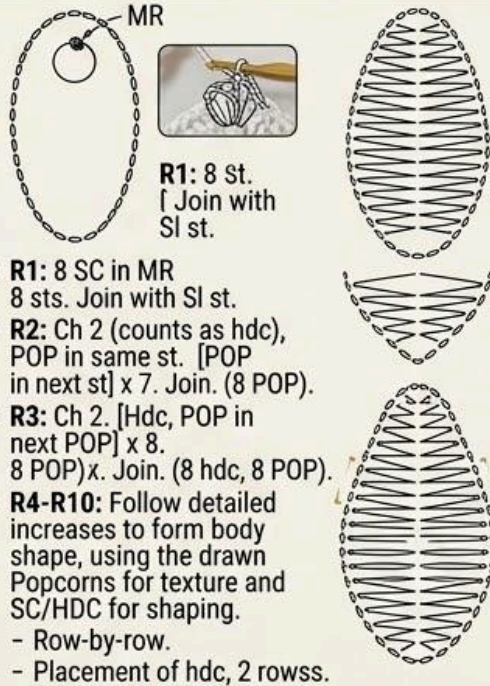 MR
R1: 8 St.
Join with
Sl st.
R1: 8 SC in MR
8 sts. Join with Sl st.
R2: Ch 2 (counts as hdc),
POP in same st. [POP
in next st] x 7. Join. (8 POP).
R3: Ch 2. [Hdc, POP in
next POP] x 8.
8 POP)x. Join. (8 hdc, 8 POP).
R4-R10: Follow detailed
increases to form body
shape, using the drawn
Popcorns for texture and
SC/HDC for shaping.
- Row-by-row.
- Placement of hdc, 2 rowss.